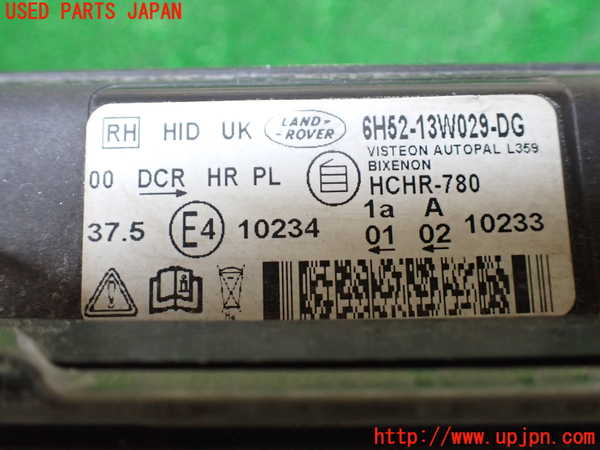 USED PARTS JAPAN
RH HID UK LAND-ROVER 6H52-13W029-DG
VISTEON AUTOPAL L359
BIXENON
00 DCR HR PL HCHR-780
1a A
37.5 E4 10234 01 02 10233
http://www.upjpn.com